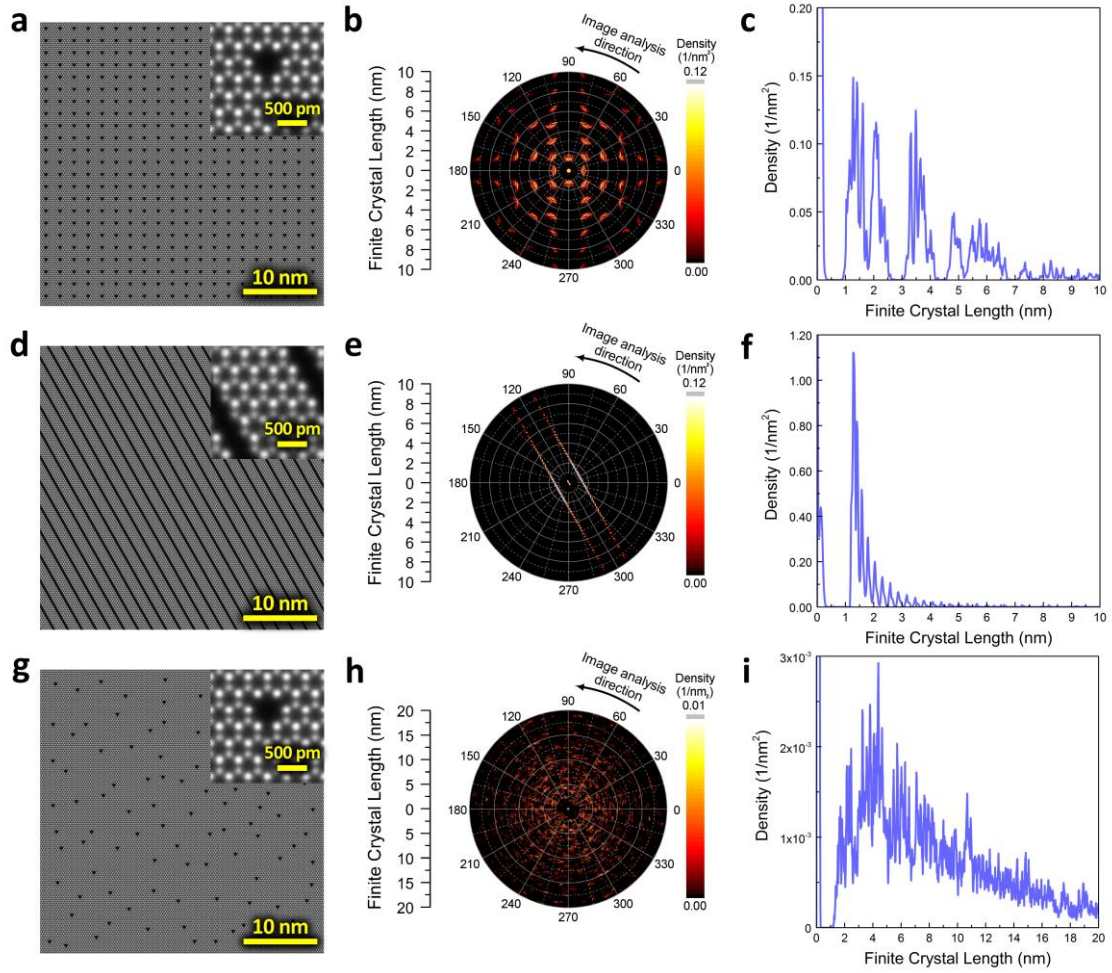 a
500 pm
10 nm
b
Image analysis
direction
Density
(1/nm²)
0.12
0.00
Finite Crystal Length (nm)
10
8
6
4
2
0
2
4
6
8
10
90
60
30
0
330
300
270
240
210
180
150
120
c
Density (1/nm²)
0.20
0.15
0.10
0.05
0.00
0 1 2 3 4 5 6 7 8 9 10
Finite Crystal Length (nm)
d
500 pm
10 nm
e
Image analysis
direction
Density
(1/nm²)
0.12
0.00
Finite Crystal Length (nm)
10
8
6
4
2
0
2
4
6
8
10
90
60
30
0
330
300
270
240
210
180
150
120
f
Density (1/nm²)
1.20
1.00
0.80
0.60
0.40
0.20
0.00
0 1 2 3 4 5 6 7 8 9 10
Finite Crystal Length (nm)
g
500 pm
10 nm
h
Image analysis
direction
Density
(1/nm₂)
0.01
0.00
Finite Crystal Length (nm)
20
15
10
5
0
5
10
15
20
90
60
30
0
330
300
270
240
210
180
150
120
i
Density (1/nm²)
3x10⁻³
2x10⁻³
1x10⁻³
0
0 2 4 6 8 10 12 14 16 18 20
Finite Crystal Length (nm)